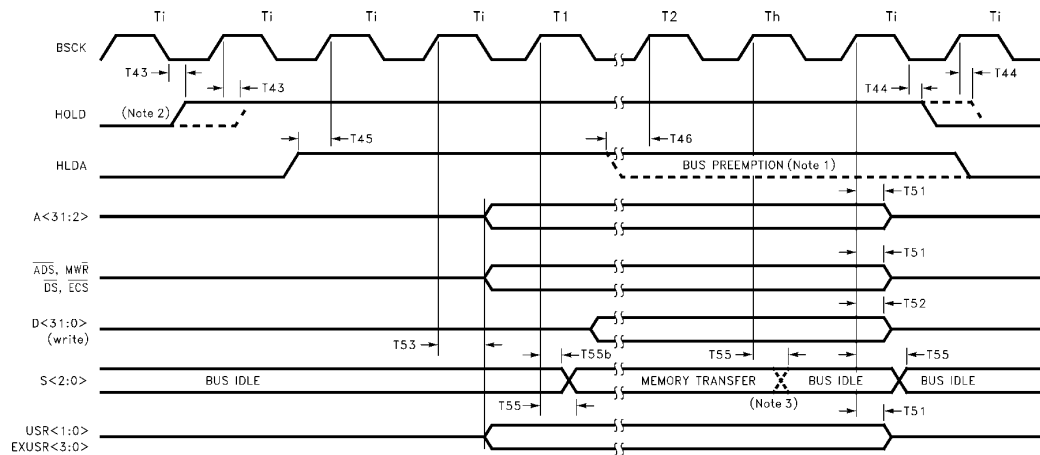 Ti Ti Ti Ti T1 T2 Th Ti Ti
BSCK
T43 T43 T44 T44
HOLD (Note 2)
T45 T46
HLDA BUS PREEMPTION (Note 1)
T51
A<31:2>
ADS, MWR T51
DS, ECS
T52
D<31:0>
(write)
T53 T55b T55 T55
S<2:0> BUS IDLE MEMORY TRANSFER BUS IDLE BUS IDLE
(Note 3)
T55 T51
USR<1:0>
EXUSR<3:0>